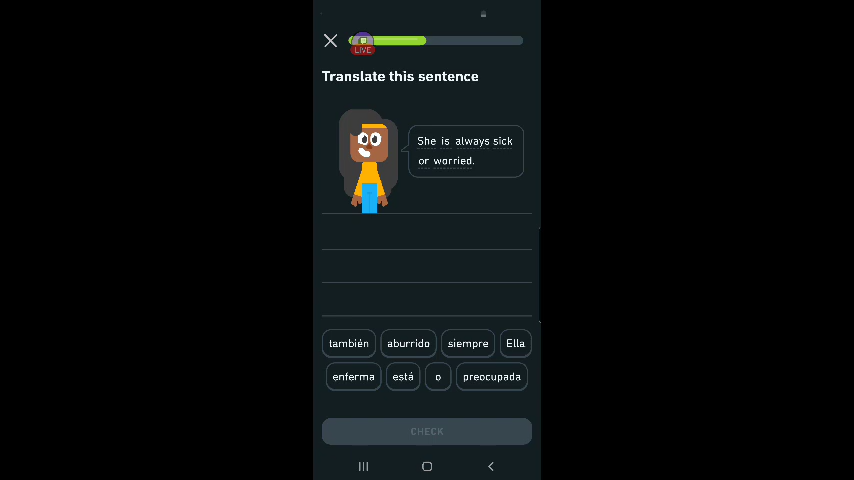 LIVE
Translate this sentence
She is always sick
or worried.
también aburrido siempre Ella
enferma está o preocupada
CHECK